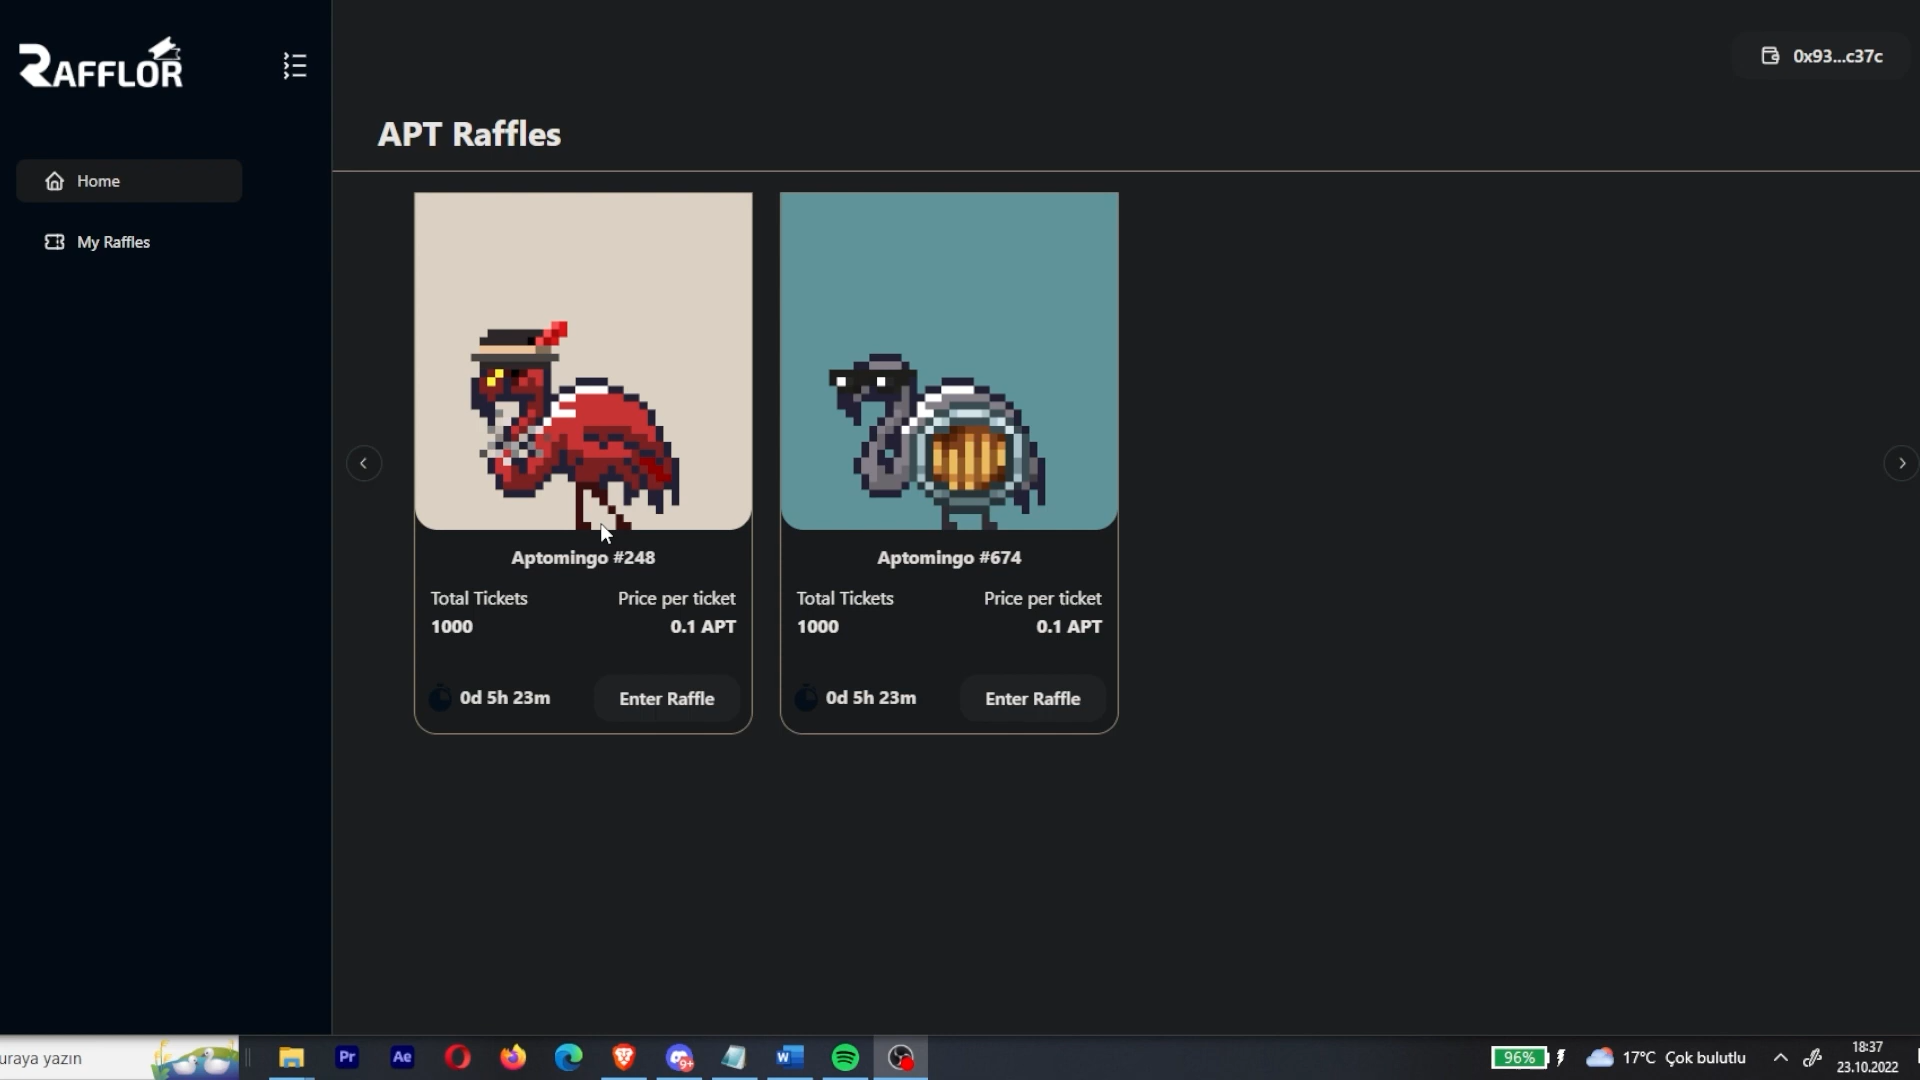 RAFFLOR
0x93...c37c
APT Raffles
Home
My Raffles
Aptomingo #248
Total Tickets
Price per ticket
1000
0.1 APT
0d 5h 23m
Enter Raffle
Aptomingo #674
Total Tickets
Price per ticket
1000
0.1 APT
0d 5h 23m
Enter Raffle
uraya yazın
Pr
Ae
9+
W
96%
17°C Çok bulutlu
18:37
23.10.2022